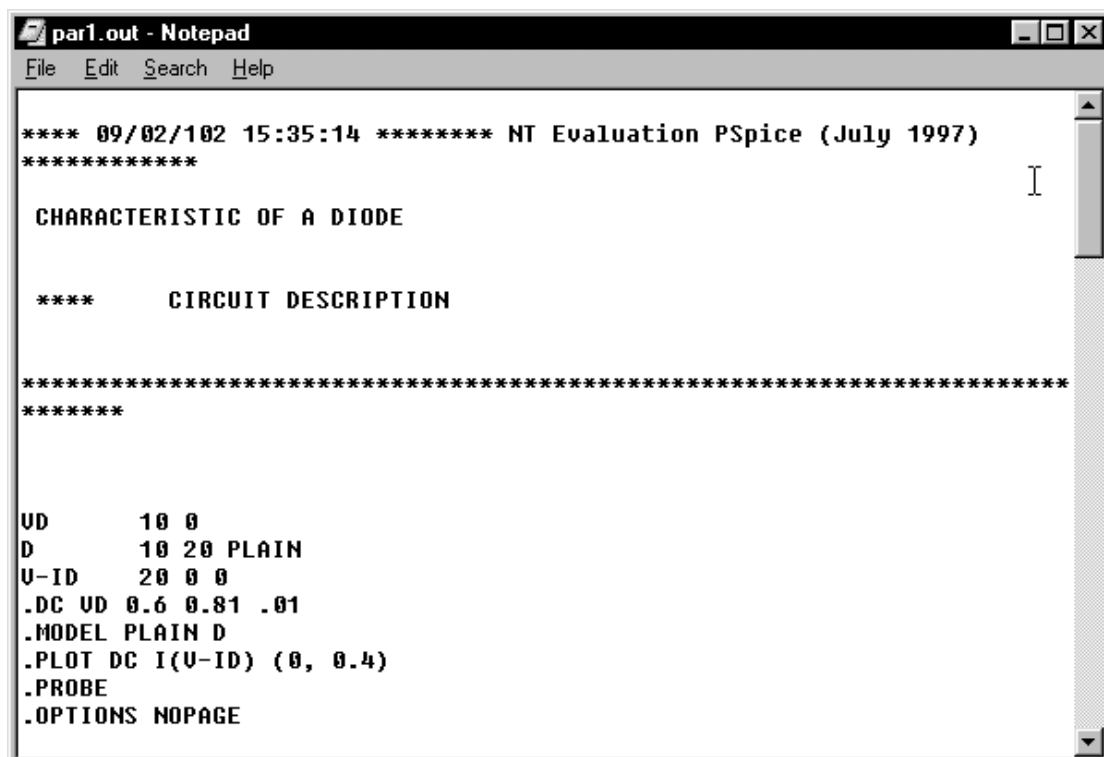 par1.out - Notepad
File Edit Search Help
**** 09/02/102 15:35:14 ******** NT Evaluation PSpice (July 1997)
************
CHARACTERISTIC OF A DIODE
**** CIRCUIT DESCRIPTION
***********************************************************************
*******
VD 10 0
D 10 20 PLAIN
V-ID 20 0 0
.DC VD 0.6 0.81 .01
.MODEL PLAIN D
.PLOT DC I(V-ID) (0, 0.4)
.PROBE
.OPTIONS NOPAGE